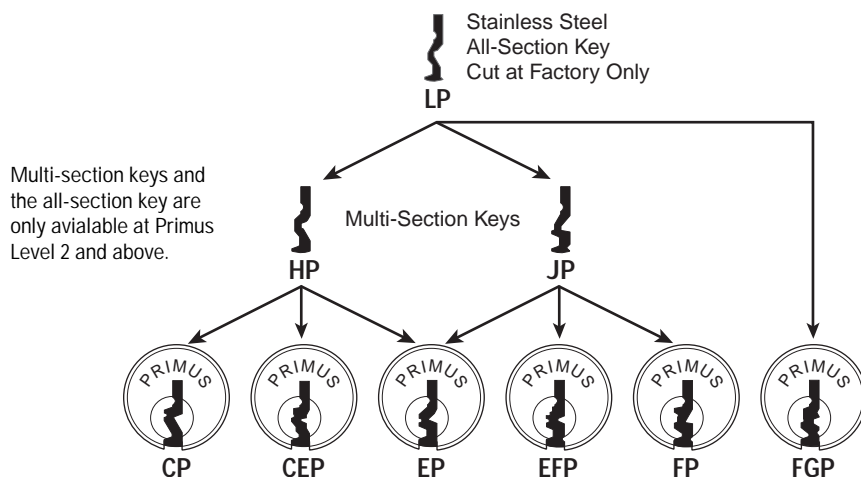 Stainless Steel
All-Section Key
Cut at Factory Only
LP
Multi-section keys and
the all-section key are
only avialable at Primus
Level 2 and above.
Multi-Section Keys
HP
JP
PRIMUS
PRIMUS
PRIMUS
PRIMUS
PRIMUS
PRIMUS
CP
CEP
EP
EFP
FP
FGP